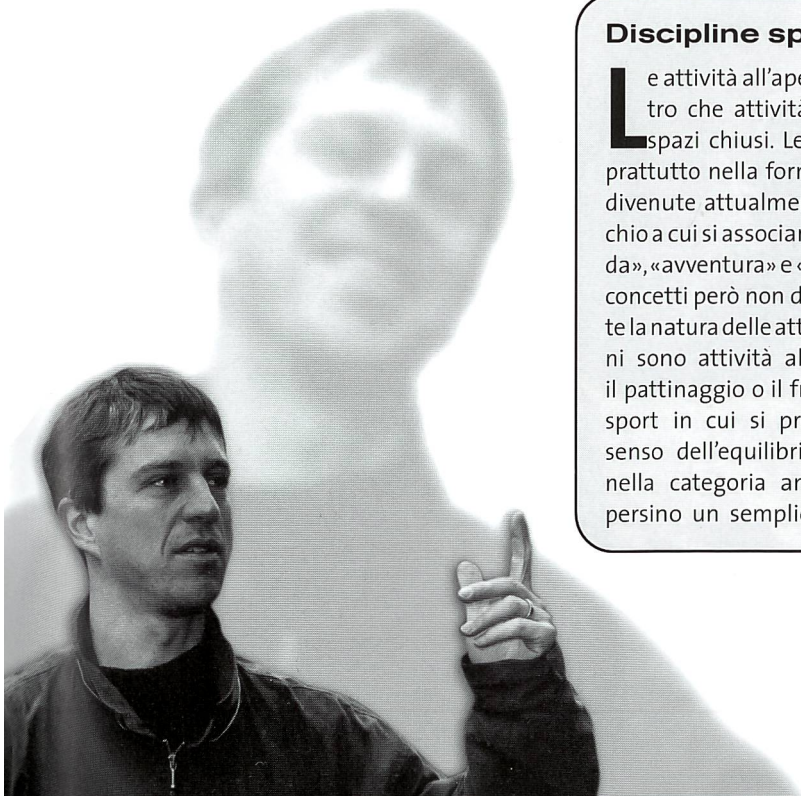 Discipline sp
Le attività all'ape
tro che attività
spazi chiusi. Le
prattutto nella forr
divenute attualme
chio a cui si associar
da», «avventura» e «
concetti però non d
te la natura delle att
ni sono attività al
il pattinaggio o il fr
sport in cui si pr
senso dell'equilibri
nella categoria ar
persino un semplic